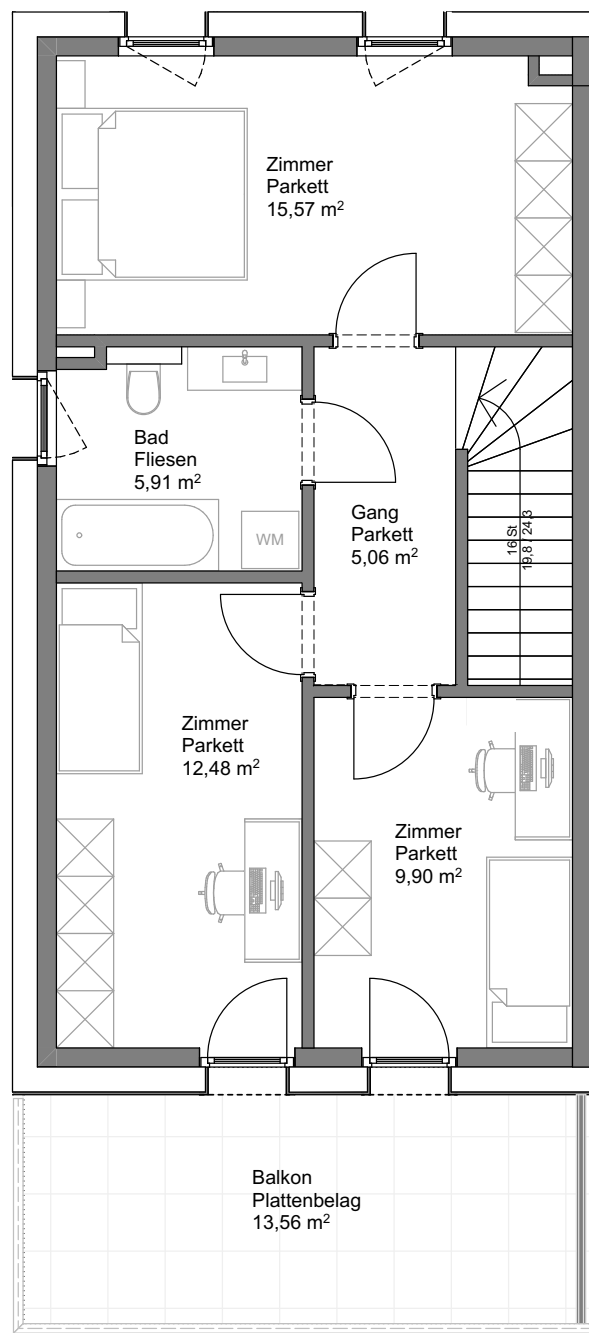 Zimmer
Parkett
15,57 m²
Bad
Fliesen
5,91 m²
WM
Gang
Parkett
5,06 m²
16 St
19,8 / 24,3
Zimmer
Parkett
12,48 m²
Zimmer
Parkett
9,90 m²
Balkon
Plattenbelag
13,56 m²